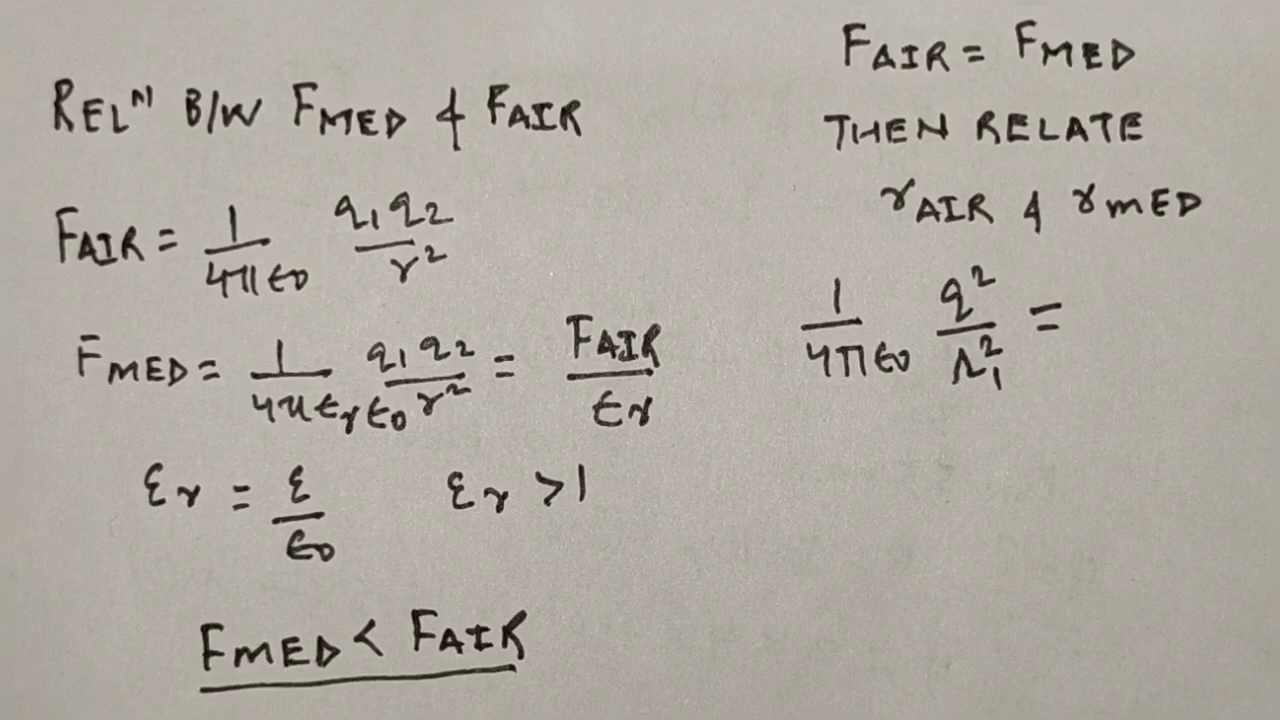 RELⁿ B/W FMED & FAIR
FAIR = 1/4πϵ0 q1q2/r²
FMED = 1/4πϵrϵ0 q1q2/r² = FAIR/ϵr
εr = ε/ϵ0 εr >1
FMED < FAIR
FAIR = FMED
THEN RELATE
rAIR & rMED
1/4πϵ0 q²/r1² =